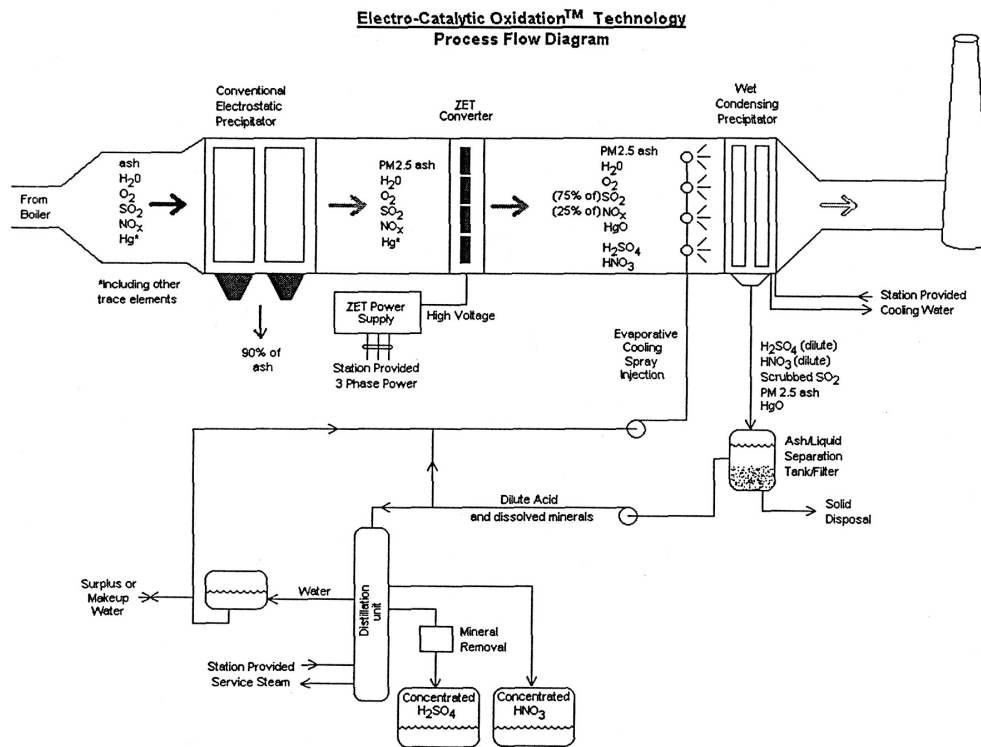 Electro-Catalytic Oxidation™ Technology
Process Flow Diagram
Conventional
Electrostatic
Precipitator
ZET
Converter
Wet
Condensing
Precipitator
From
Boiler
ash
H₂0
O₂
SO₂
NOₓ
Hg*
PM2.5 ash
H₂0
O₂
SO₂
NOₓ
Hg*
PM2.5 ash
H₂0
O₂
(75% of)SO₂
(25% of)NOₓ
HgO
H₂SO₄
HNO₃
*Including other
trace elements
90% of
ash
ZET Power
Supply
High Voltage
Station Provided
3 Phase Power
Evaporative
Cooling
Spray
Injection
Station Provided
Cooling Water
H₂SO₄ (dilute)
HNO₃ (dilute)
Scrubbed SO₂
PM 2.5 ash
HgO
Ash/Liquid
Separation
Tank/Filter
Solid
Disposal
Dilute Acid
and dissolved minerals
Surplus or
Makeup
Water
Water
Distillation
unit
Mineral
Removal
Station Provided
Service Steam
Concentrated
H₂SO₄
Concentrated
HNO₃